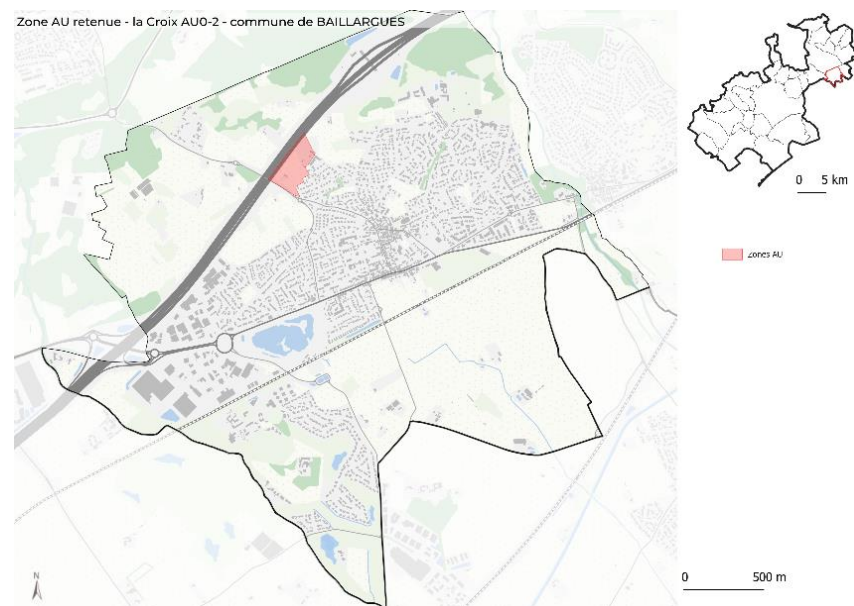 Zone AU retenue - la Croix AU0-2 - commune de BAILLARGUES
0 5 km
Zones AU
N
0 500 m